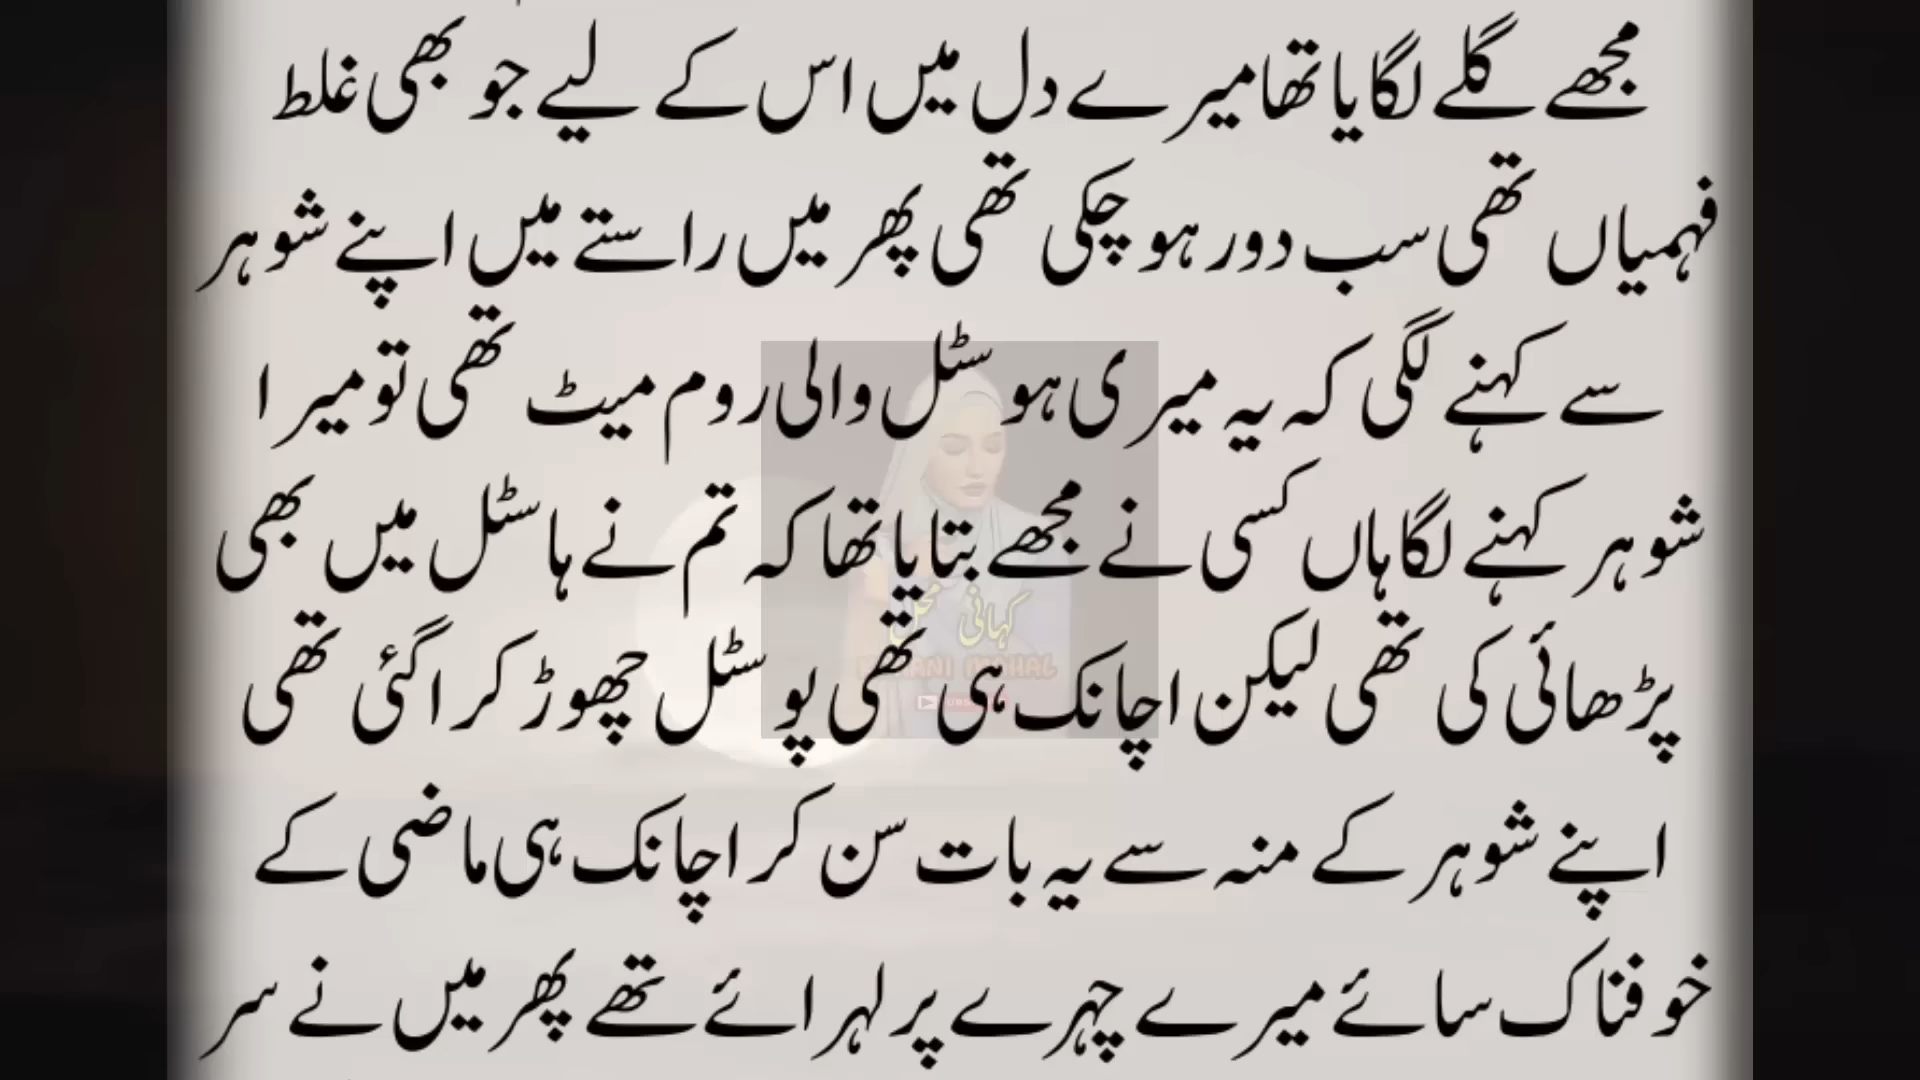 مجھے گلے لگایا تھا میرے دل میں اس کے لیے جو بھی غلط
فہمیاں تھی سب دور ہو چکی تھی پھر میں راستے میں اپنے شوہر
سے کہنے لگی کہ یہ میری ہوسٹل والی روم میٹ تھی تو میرا
شوہر کہنے لگا ہاں کسی نے مجھے بتایا تھا کہ تم نے ہاسٹل میں بھی
پڑھائی کی تھی لیکن اچانک ہی تھی پوسٹل چھوڑ کر اگئی تھی
اپنے شوہر کے منہ سے یہ بات سن کر اچانک ہی ماضی کے
خوفناک سائے میرے چہرے پر لہرائے تھے پھر میں نے سر
کہانی محل